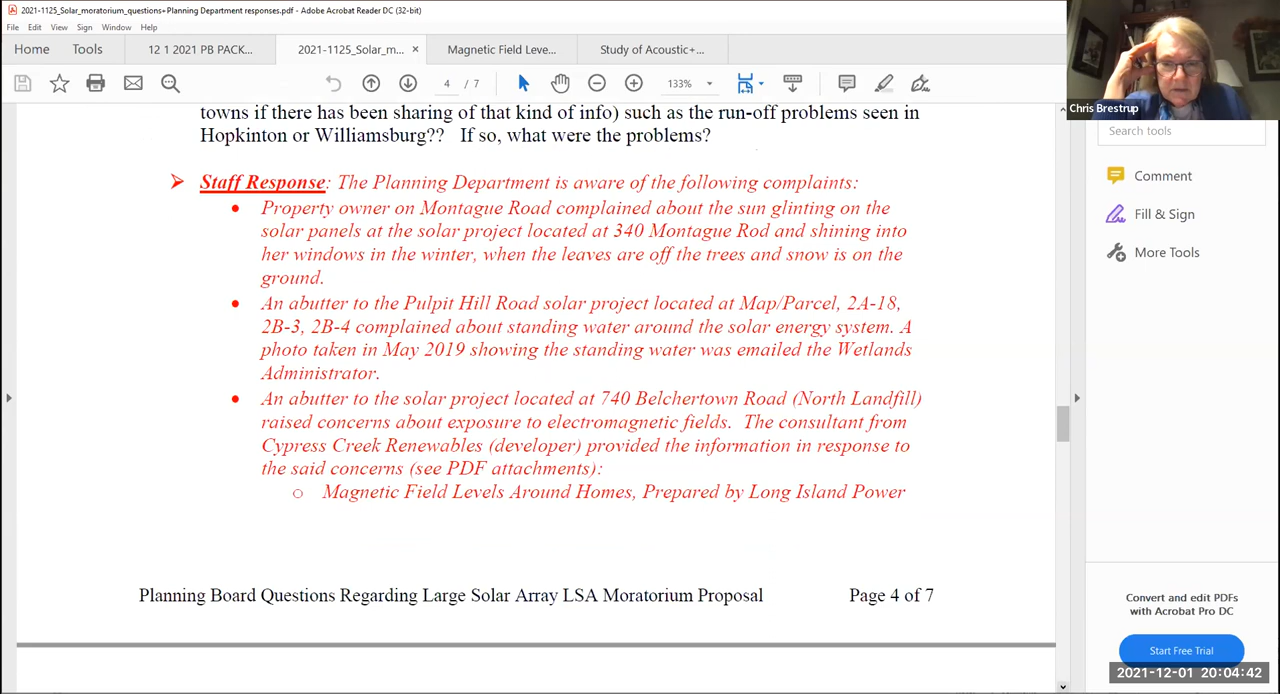 2021-1125_Solar_moratorium_questions+Planning Department responses.pdf - Adobe Acrobat Reader DC (32-bit)
File Edit View Sign Window Help
Home Tools 12 1 2021 PB PACK... 2021-1125_Solar_m... × Magnetic Field Leve... Study of Acoustic+...
4 / 7 133%
Chris Brestrup
Search tools
Comment
Fill & Sign
More Tools
towns if there has been sharing of that kind of info) such as the run-off problems seen in
Hopkinton or Williamsburg?? If so, what were the problems?
➢ Staff Response: The Planning Department is aware of the following complaints:
• Property owner on Montague Road complained about the sun glinting on the
solar panels at the solar project located at 340 Montague Rod and shining into
her windows in the winter, when the leaves are off the trees and snow is on the
ground.
• An abutter to the Pulpit Hill Road solar project located at Map/Parcel, 2A-18,
2B-3, 2B-4 complained about standing water around the solar energy system. A
photo taken in May 2019 showing the standing water was emailed the Wetlands
Administrator.
• An abutter to the solar project located at 740 Belchertown Road (North Landfill)
raised concerns about exposure to electromagnetic fields. The consultant from
Cypress Creek Renewables (developer) provided the information in response to
the said concerns (see PDF attachments):
○ Magnetic Field Levels Around Homes, Prepared by Long Island Power
Planning Board Questions Regarding Large Solar Array LSA Moratorium Proposal Page 4 of 7
Convert and edit PDFs
with Acrobat Pro DC
Start Free Trial
2021-12-01 20:04:42